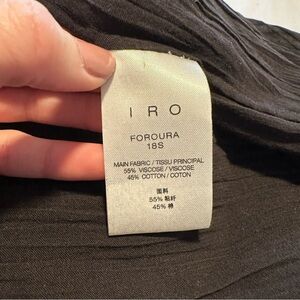 IRO
FOROURA
18S
MAIN FABRIC / TISSU PRINCIPAL
55% VISCOSE / VISCOSE
45% COTTON / COTON
面料
55% 粘纤
45% 棉